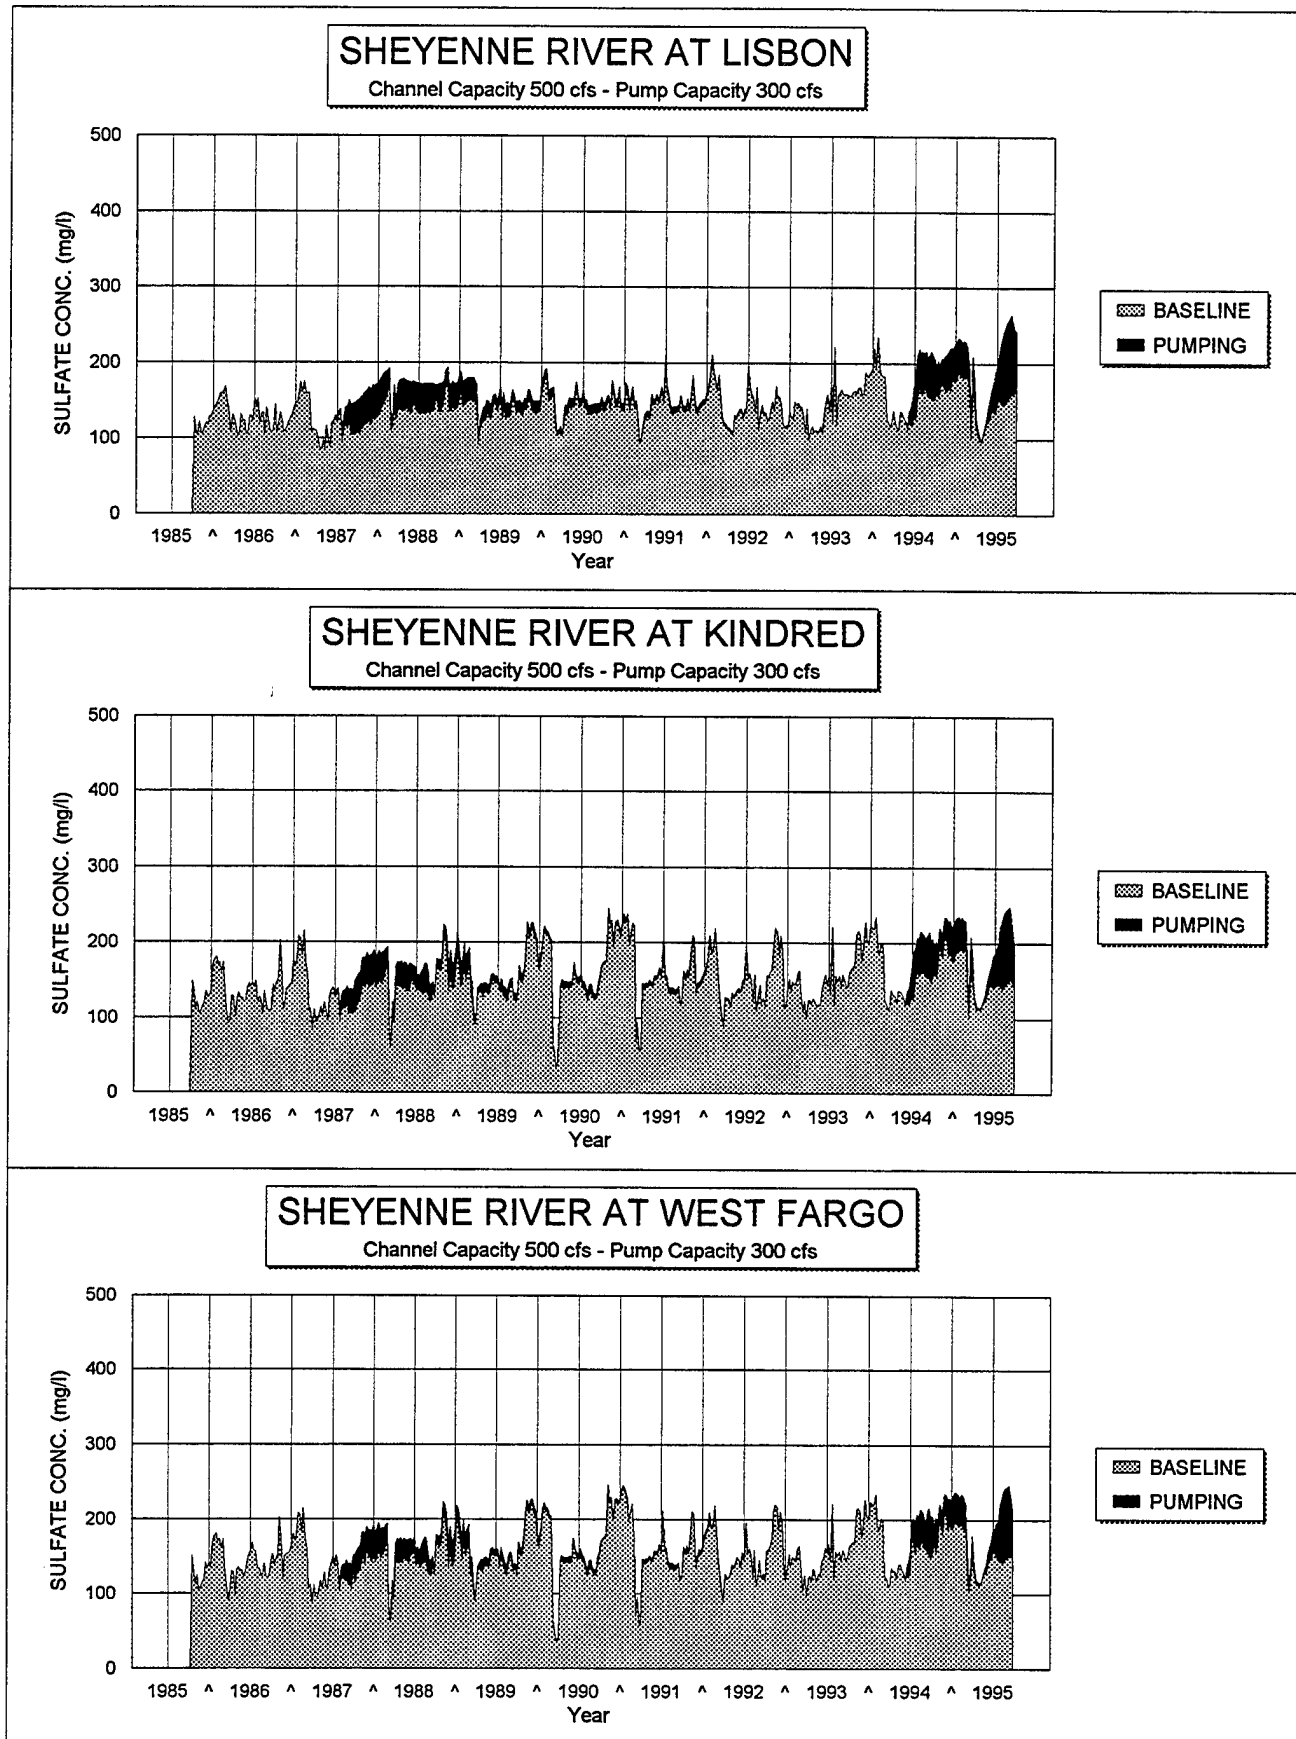 SHEYENNE RIVER AT LISBON
Channel Capacity 500 cfs - Pump Capacity 300 cfs
500
400
300
200
100
0
SULFATE CONC. (mg/l)
1985 ^ 1986 ^ 1987 ^ 1988 ^ 1989 ^ 1990 ^ 1991 ^ 1992 ^ 1993 ^ 1994 ^ 1995
Year
BASELINE
PUMPING
SHEYENNE RIVER AT KINDRED
Channel Capacity 500 cfs - Pump Capacity 300 cfs
500
400
300
200
100
0
SULFATE CONC. (mg/l)
1985 ^ 1986 ^ 1987 ^ 1988 ^ 1989 ^ 1990 ^ 1991 ^ 1992 ^ 1993 ^ 1994 ^ 1995
Year
BASELINE
PUMPING
SHEYENNE RIVER AT WEST FARGO
Channel Capacity 500 cfs - Pump Capacity 300 cfs
500
400
300
200
100
0
SULFATE CONC. (mg/l)
1985 ^ 1986 ^ 1987 ^ 1988 ^ 1989 ^ 1990 ^ 1991 ^ 1992 ^ 1993 ^ 1994 ^ 1995
Year
BASELINE
PUMPING